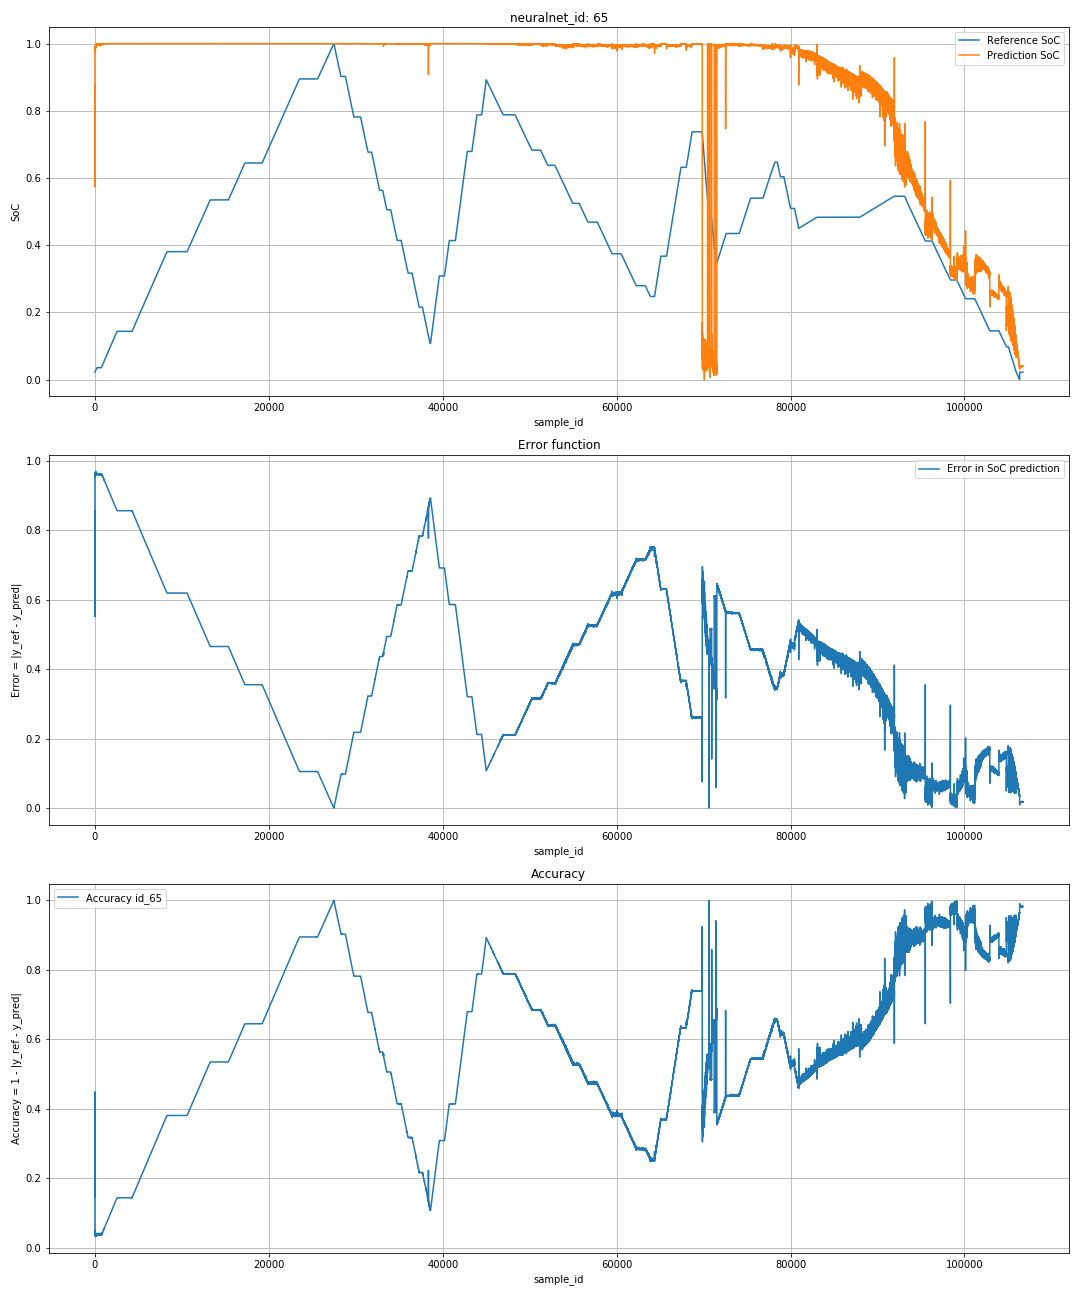 neuralnet_id: 65
1.0
0.8
0.6
0.4
0.2
0.0
SoC
Reference SoC
Prediction SoC
0 20000 40000 60000 80000 100000
sample_id
Error function
1.0
0.8
0.6
0.4
0.2
0.0
Error = |y_ref - y_pred|
Error in SoC prediction
0 20000 40000 60000 80000 100000
sample_id
Accuracy
1.0
0.8
0.6
0.4
0.2
0.0
Accuracy = 1 - |y_ref - y_pred|
Accuracy id_65
0 20000 40000 60000 80000 100000
sample_id